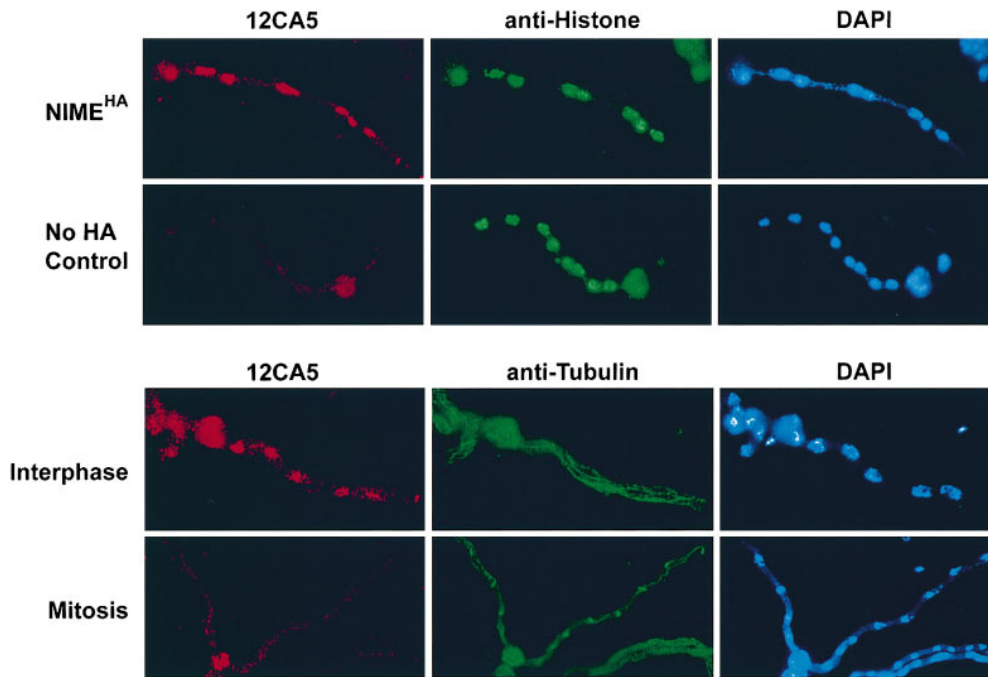 12CA5 anti-Histone DAPI
NIME^HA
No HA
Control
12CA5 anti-Tubulin DAPI
Interphase
Mitosis